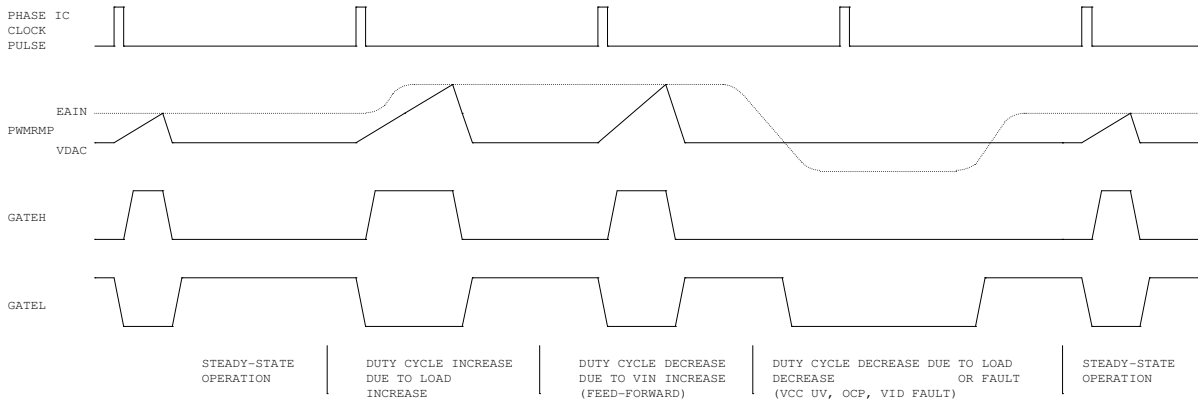 PHASE IC
CLOCK
PULSE
EAIN
PWMRMP
VDAC
GATEH
GATEL
STEADY-STATE
OPERATION
DUTY CYCLE INCREASE
DUE TO LOAD
INCREASE
DUTY CYCLE DECREASE
DUE TO VIN INCREASE
(FEED-FORWARD)
DUTY CYCLE DECREASE DUE TO LOAD
DECREASE OR FAULT
(VCC UV, OCP, VID FAULT)
STEADY-STATE
OPERATION